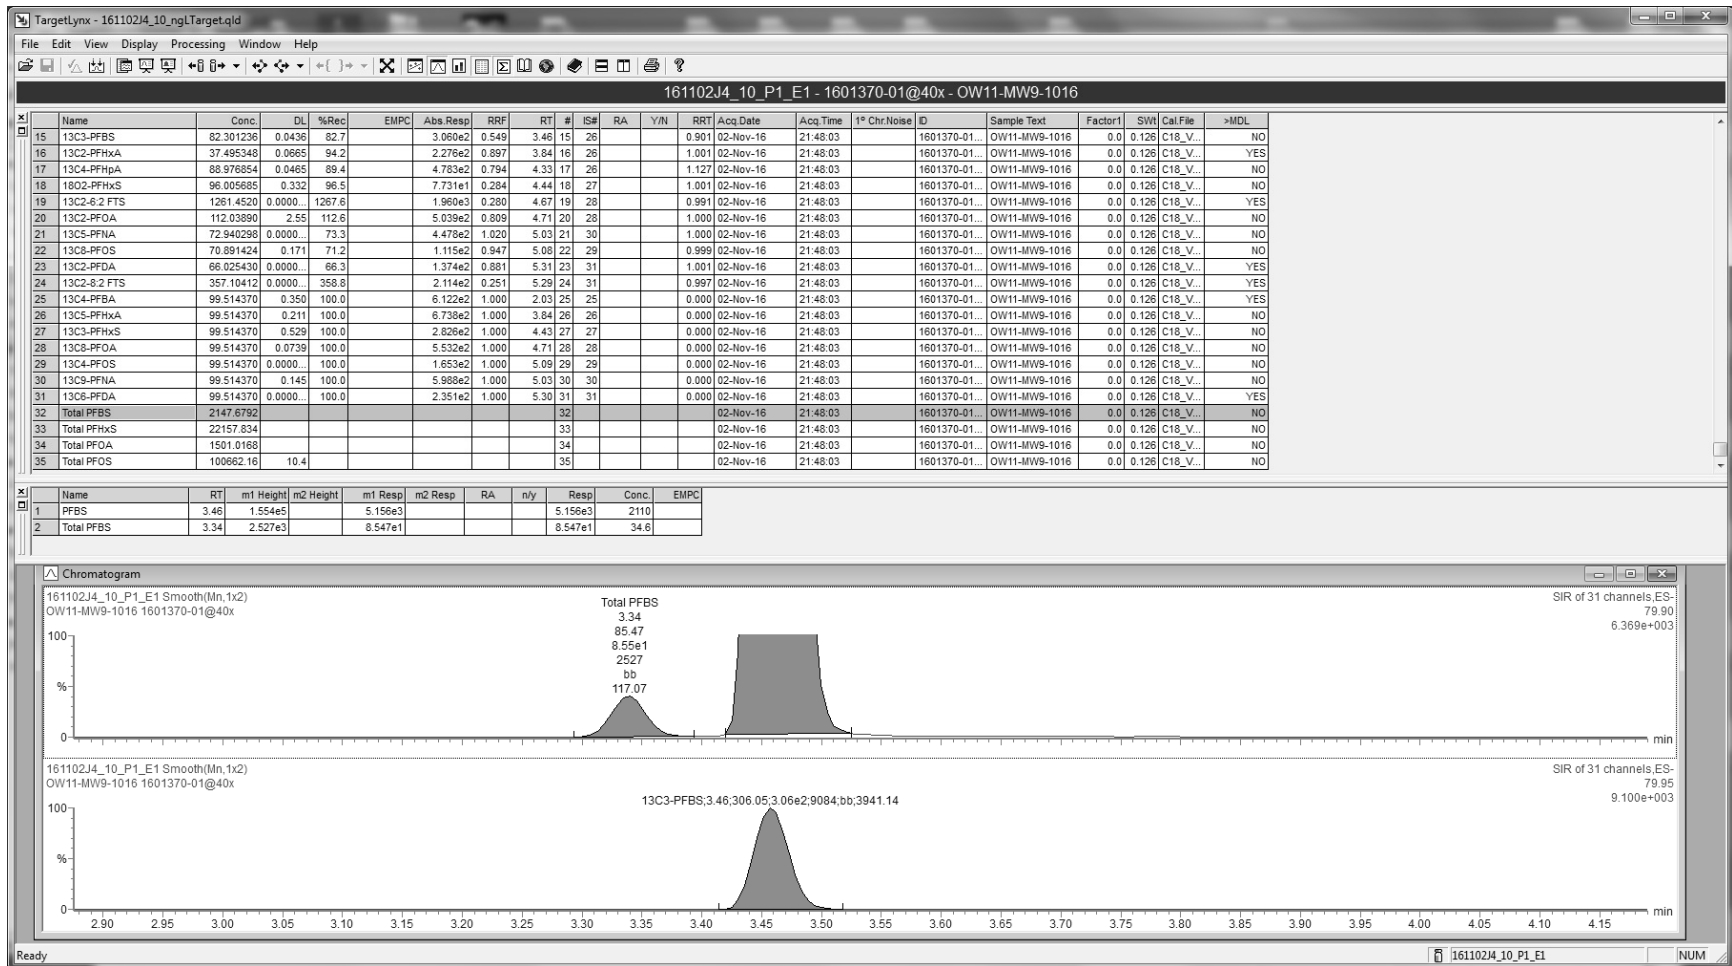 TargetLynx - 161102J4_10_ngLTarget.qld
File Edit View Display Processing Window Help
161102J4_10_P1_E1 - 1601370-01@40x - OW11-MW9-1016
Name Conc. DL %Rec EMPC Abs.Resp RRF RT # IS# RA Y/N RRT Acq.Date Acq.Time 1° Chr.Noise ID Sample Text Factor1 SWt Cal.File >MDL
15 13C3-PFBS 82.301236 0.0436 82.7 3.060e2 0.549 3.46 15 26 0.901 02-Nov-16 21:48:03 1601370-01... OW11-MW9-1016 0.0 0.126 C18_V... NO
16 13C2-PFHxA 37.495348 0.0665 94.2 2.276e2 0.897 3.84 16 26 1.001 02-Nov-16 21:48:03 1601370-01... OW11-MW9-1016 0.0 0.126 C18_V... YES
17 13C4-PFHpA 88.976854 0.0465 89.4 4.783e2 0.794 4.33 17 26 1.127 02-Nov-16 21:48:03 1601370-01... OW11-MW9-1016 0.0 0.126 C18_V... NO
18 18O2-PFHxS 96.005685 0.332 96.5 7.731e1 0.284 4.44 18 27 1.001 02-Nov-16 21:48:03 1601370-01... OW11-MW9-1016 0.0 0.126 C18_V... NO
19 13C2-6:2 FTS 1261.4520 0.0000... 1267.6 1.960e3 0.280 4.67 19 28 0.991 02-Nov-16 21:48:03 1601370-01... OW11-MW9-1016 0.0 0.126 C18_V... YES
20 13C2-PFOA 112.03890 2.55 112.6 5.039e2 0.809 4.71 20 28 1.000 02-Nov-16 21:48:03 1601370-01... OW11-MW9-1016 0.0 0.126 C18_V... NO
21 13C5-PFNA 72.940298 0.0000... 73.3 4.478e2 1.020 5.03 21 30 1.000 02-Nov-16 21:48:03 1601370-01... OW11-MW9-1016 0.0 0.126 C18_V... NO
22 13C8-PFOS 70.891424 0.171 71.2 1.115e2 0.947 5.08 22 29 0.999 02-Nov-16 21:48:03 1601370-01... OW11-MW9-1016 0.0 0.126 C18_V... NO
23 13C2-PFDA 66.025430 0.0000... 66.3 1.374e2 0.881 5.31 23 31 1.001 02-Nov-16 21:48:03 1601370-01... OW11-MW9-1016 0.0 0.126 C18_V... YES
24 13C2-8:2 FTS 357.10412 0.0000... 358.8 2.114e2 0.251 5.29 24 31 0.997 02-Nov-16 21:48:03 1601370-01... OW11-MW9-1016 0.0 0.126 C18_V... YES
25 13C4-PFBA 99.514370 0.350 100.0 6.122e2 1.000 2.03 25 25 0.000 02-Nov-16 21:48:03 1601370-01... OW11-MW9-1016 0.0 0.126 C18_V... YES
26 13C5-PFHxA 99.514370 0.211 100.0 6.738e2 1.000 3.84 26 26 0.000 02-Nov-16 21:48:03 1601370-01... OW11-MW9-1016 0.0 0.126 C18_V... NO
27 13C3-PFHxS 99.514370 0.529 100.0 2.826e2 1.000 4.43 27 27 0.000 02-Nov-16 21:48:03 1601370-01... OW11-MW9-1016 0.0 0.126 C18_V... NO
28 13C8-PFOA 99.514370 0.0739 100.0 5.532e2 1.000 4.71 28 28 0.000 02-Nov-16 21:48:03 1601370-01... OW11-MW9-1016 0.0 0.126 C18_V... NO
29 13C4-PFOS 99.514370 0.0000... 100.0 1.653e2 1.000 5.09 29 29 0.000 02-Nov-16 21:48:03 1601370-01... OW11-MW9-1016 0.0 0.126 C18_V... NO
30 13C9-PFNA 99.514370 0.145 100.0 5.988e2 1.000 5.03 30 30 0.000 02-Nov-16 21:48:03 1601370-01... OW11-MW9-1016 0.0 0.126 C18_V... NO
31 13C6-PFDA 99.514370 0.0000... 100.0 2.351e2 1.000 5.30 31 31 0.000 02-Nov-16 21:48:03 1601370-01... OW11-MW9-1016 0.0 0.126 C18_V... YES
32 Total PFBS 2147.6792 32 02-Nov-16 21:48:03 1601370-01... OW11-MW9-1016 0.0 0.126 C18_V... NO
33 Total PFHxS 22157.834 33 02-Nov-16 21:48:03 1601370-01... OW11-MW9-1016 0.0 0.126 C18_V... NO
34 Total PFOA 1501.0168 34 02-Nov-16 21:48:03 1601370-01... OW11-MW9-1016 0.0 0.126 C18_V... NO
35 Total PFOS 100662.16 10.4 35 02-Nov-16 21:48:03 1601370-01... OW11-MW9-1016 0.0 0.126 C18_V... NO
Name RT m1 Height m2 Height m1 Resp m2 Resp RA n/y Resp Conc. EMPC
1 PFBS 3.46 1.554e5 5.156e3 5.156e3 2110
2 Total PFBS 3.34 2.527e3 8.547e1 8.547e1 34.6
Chromatogram
161102J4_10_P1_E1 Smooth(Mn,1x2)
OW11-MW9-1016 1601370-01@40x
SIR of 31 channels,ES-
79.90
6.369e+003
Total PFBS
3.34
85.47
8.55e1
2527
bb
117.07
100
%
0
min
161102J4_10_P1_E1 Smooth(Mn,1x2)
OW11-MW9-1016 1601370-01@40x
SIR of 31 channels,ES-
79.95
9.100e+003
13C3-PFBS;3.46;306.05;3.06e2;9084;bb;3941.14
100
%
0
min
2.90 2.95 3.00 3.05 3.10 3.15 3.20 3.25 3.30 3.35 3.40 3.45 3.50 3.55 3.60 3.65 3.70 3.75 3.80 3.85 3.90 3.95 4.00 4.05 4.10 4.15
Ready 161102J4_10_P1_E1 NUM